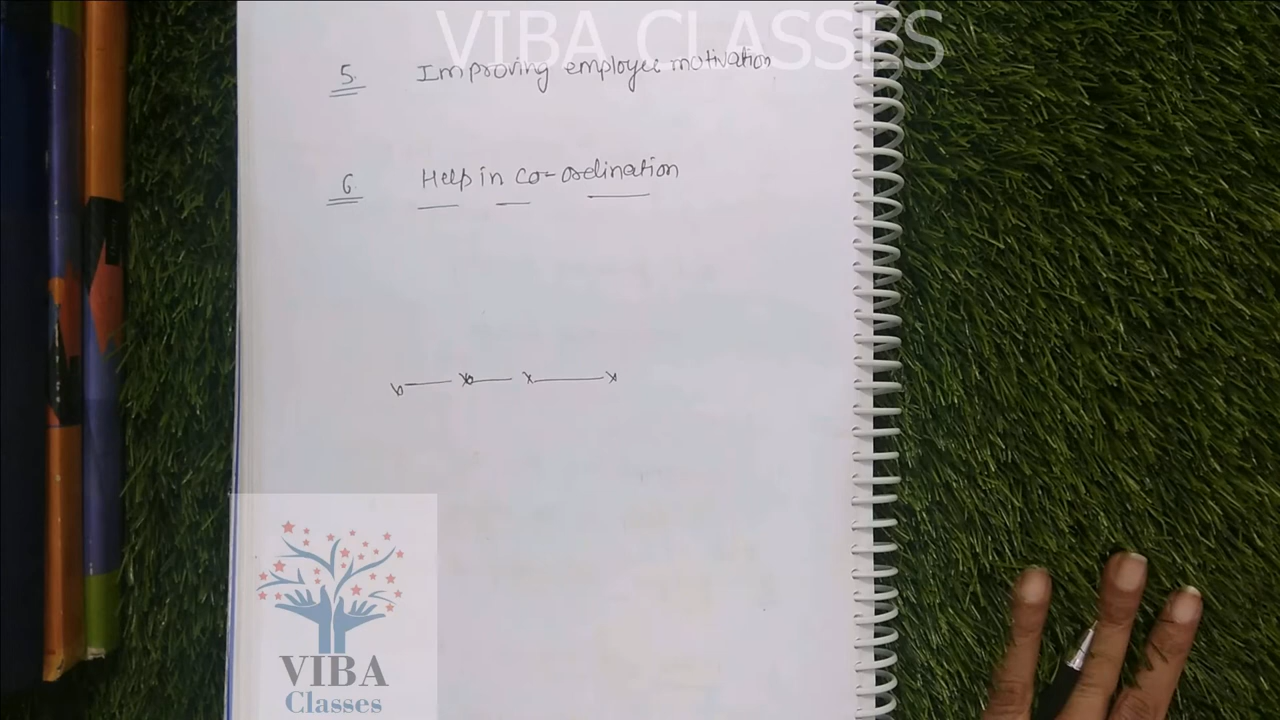 VIBA CLASSES
5. Improving employee motivation
6. Help in co-ordination
VIBA
Classes